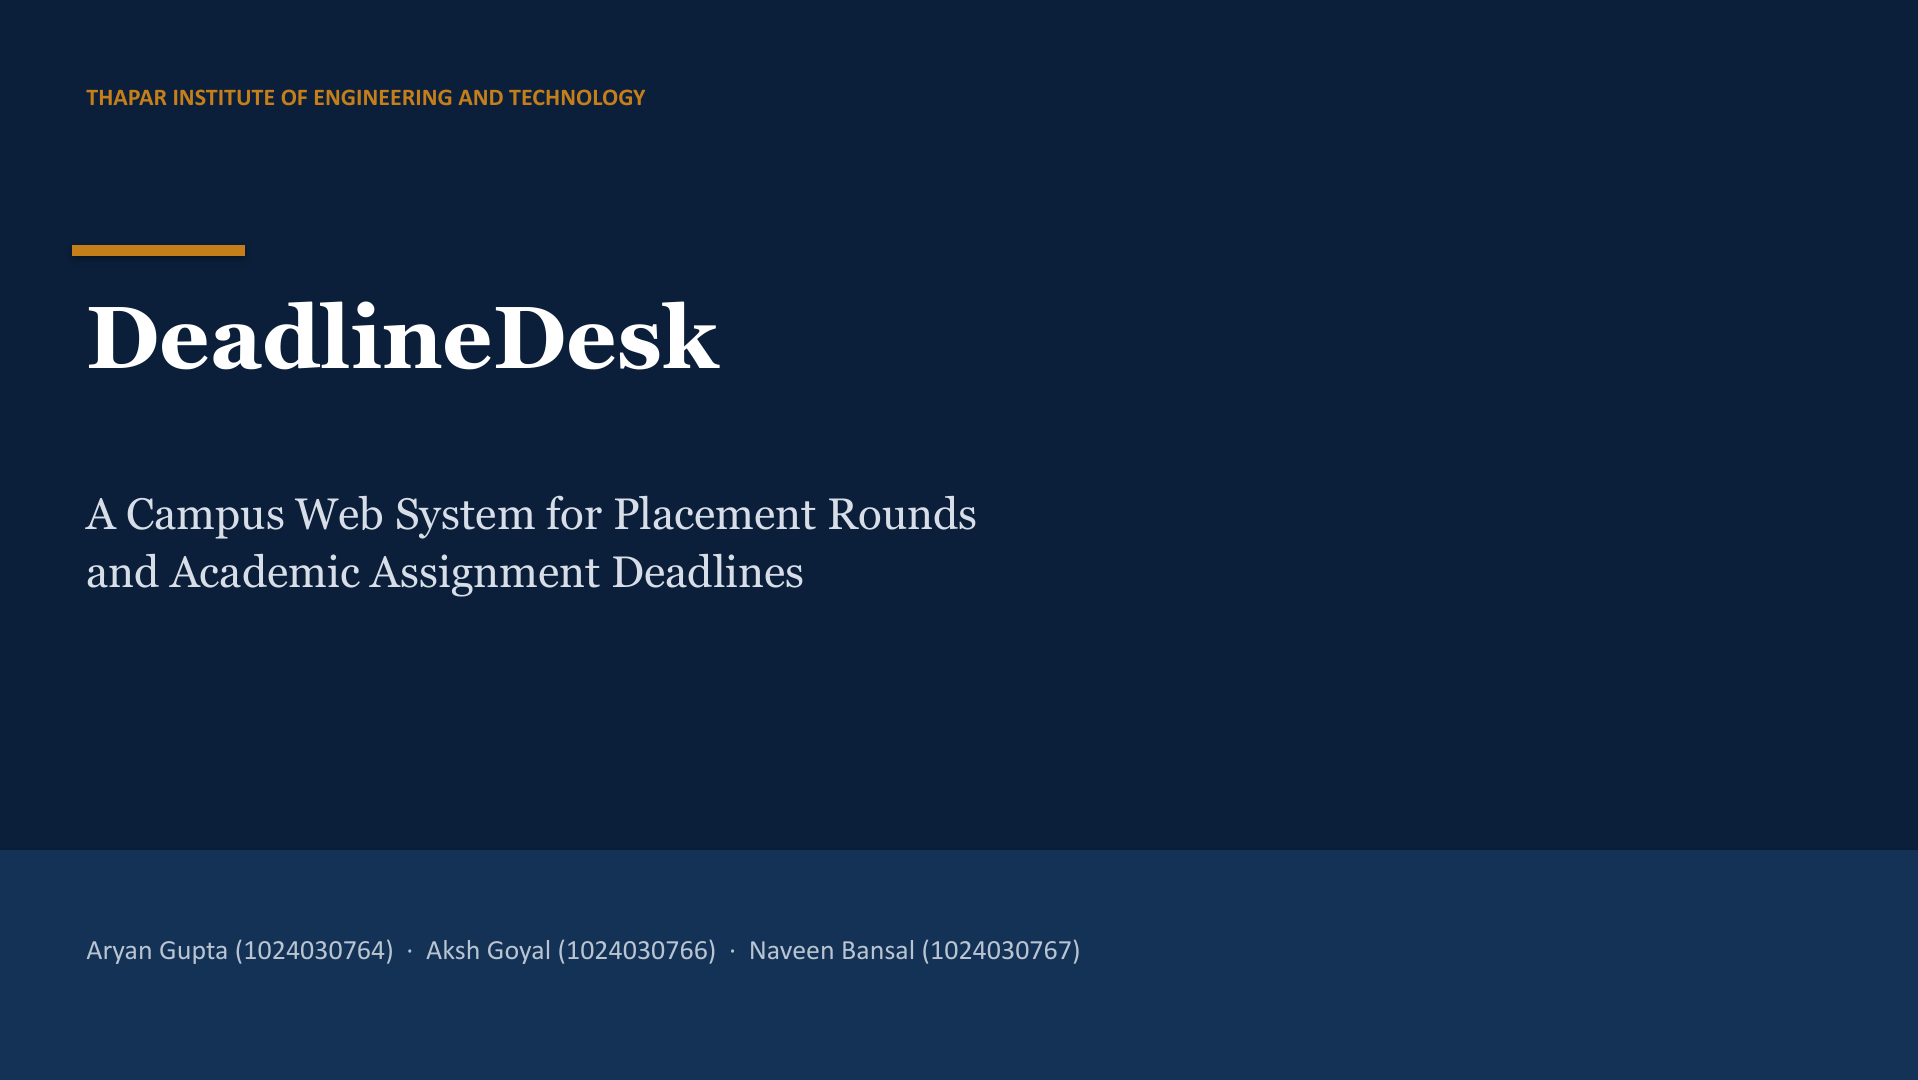 THAPAR INSTITUTE OF ENGINEERING AND TECHNOLOGY
DeadlineDesk
A Campus Web System for Placement Rounds
and Academic Assignment Deadlines
Aryan Gupta (1024030764) · Aksh Goyal (1024030766) · Naveen Bansal (1024030767)